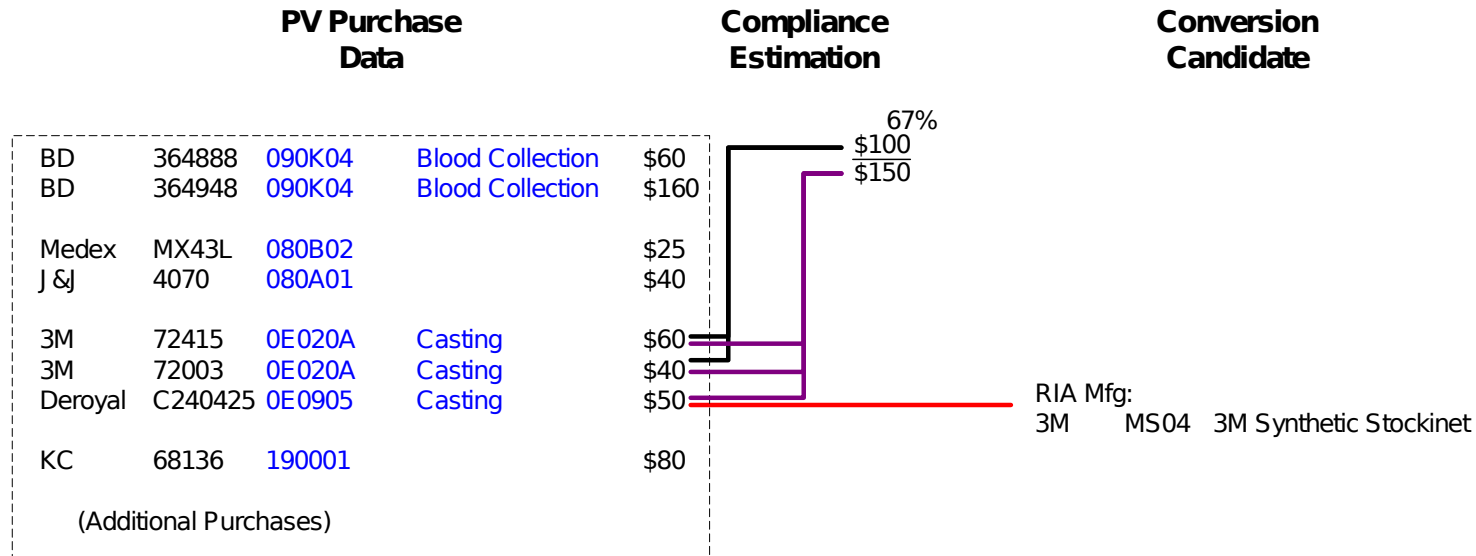 PV Purchase Data
Compliance Estimation
Conversion Candidate
67%
$100
$150
BD 364888 090K04 Blood Collection $60
BD 364948 090K04 Blood Collection $160
Medex MX43L 080B02 $25
J&J 4070 080A01 $40
3M 72415 0E020A Casting $60
3M 72003 0E020A Casting $40
Deroyal C240425 0E0905 Casting $50
RIA Mfg:
3M MS04 3M Synthetic Stockinet
KC 68136 190001 $80
(Additional Purchases)